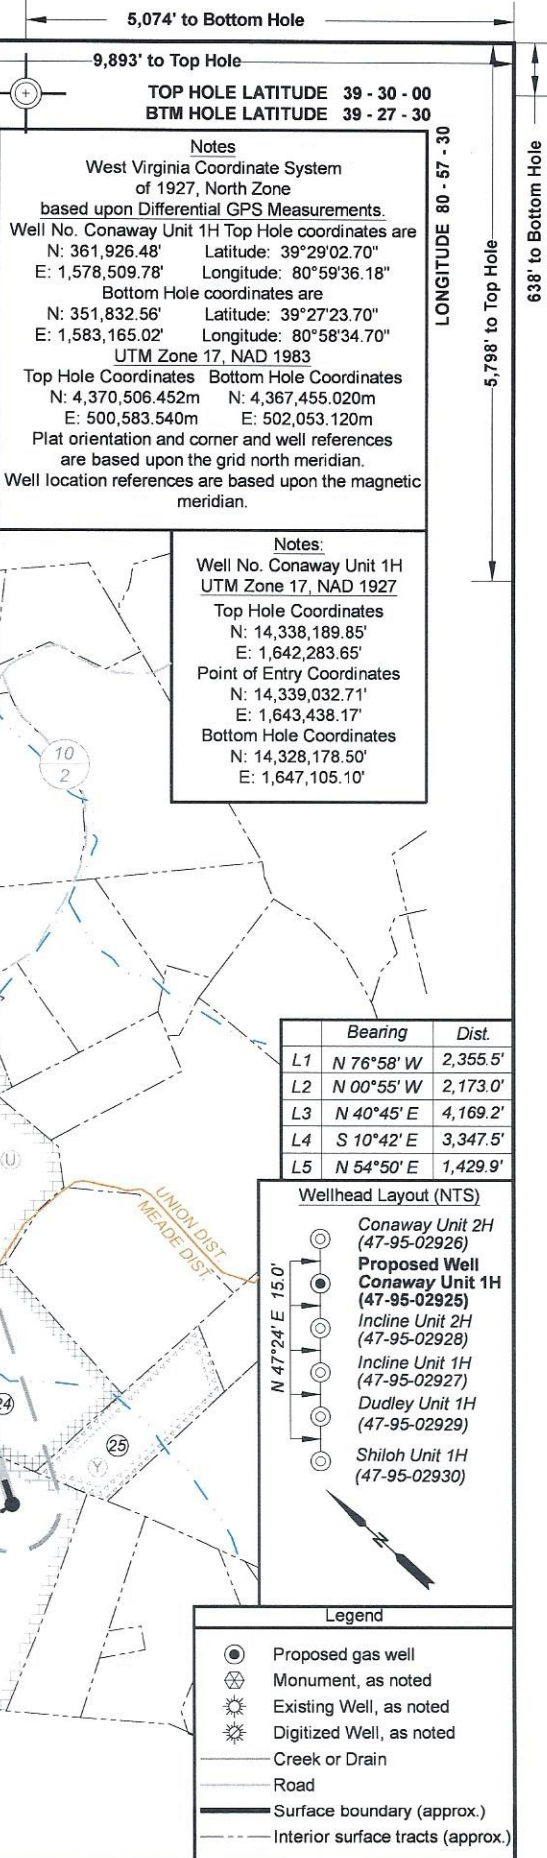 5,074' to Bottom Hole
9,893' to Top Hole
TOP HOLE LATITUDE 39 - 30 - 00
BTM HOLE LATITUDE 39 - 27 - 30
LONGITUDE 80 - 57 - 30
5,798' to Top Hole
638' to Bottom Hole
Notes
West Virginia Coordinate System
of 1927, North Zone
based upon Differential GPS Measurements.
Well No. Conaway Unit 1H Top Hole coordinates are
N: 361,926.48' Latitude: 39°29'02.70"
E: 1,578,509.78' Longitude: 80°59'36.18"
Bottom Hole coordinates are
N: 351,832.56' Latitude: 39°27'23.70"
E: 1,583,165.02' Longitude: 80°58'34.70"
UTM Zone 17, NAD 1983
Top Hole Coordinates Bottom Hole Coordinates
N: 4,370,506.452m N: 4,367,455.020m
E: 500,583.540m E: 502,053.120m
Plat orientation and corner and well references
are based upon the grid north meridian.
Well location references are based upon the magnetic
meridian.
Notes:
Well No. Conaway Unit 1H
UTM Zone 17, NAD 1927
Top Hole Coordinates
N: 14,338,189.85'
E: 1,642,283.65'
Point of Entry Coordinates
N: 14,339,032.71'
E: 1,643,438.17'
Bottom Hole Coordinates
N: 14,328,178.50'
E: 1,647,105.10'
10
2
Bearing Dist.
L1 N 76°58' W 2,355.5'
L2 N 00°55' W 2,173.0'
L3 N 40°45' E 4,169.2'
L4 S 10°42' E 3,347.5'
L5 N 54°50' E 1,429.9'
U
UNION DIST.
MEADE DIST.
24
25
Y
Wellhead Layout (NTS)
N 47°24' E 15.0'
Conaway Unit 2H
(47-95-02926)
Proposed Well
Conaway Unit 1H
(47-95-02925)
Incline Unit 2H
(47-95-02928)
Incline Unit 1H
(47-95-02927)
Dudley Unit 1H
(47-95-02929)
Shiloh Unit 1H
(47-95-02930)
N
Legend
Proposed gas well
Monument, as noted
Existing Well, as noted
Digitized Well, as noted
Creek or Drain
Road
Surface boundary (approx.)
Interior surface tracts (approx.)